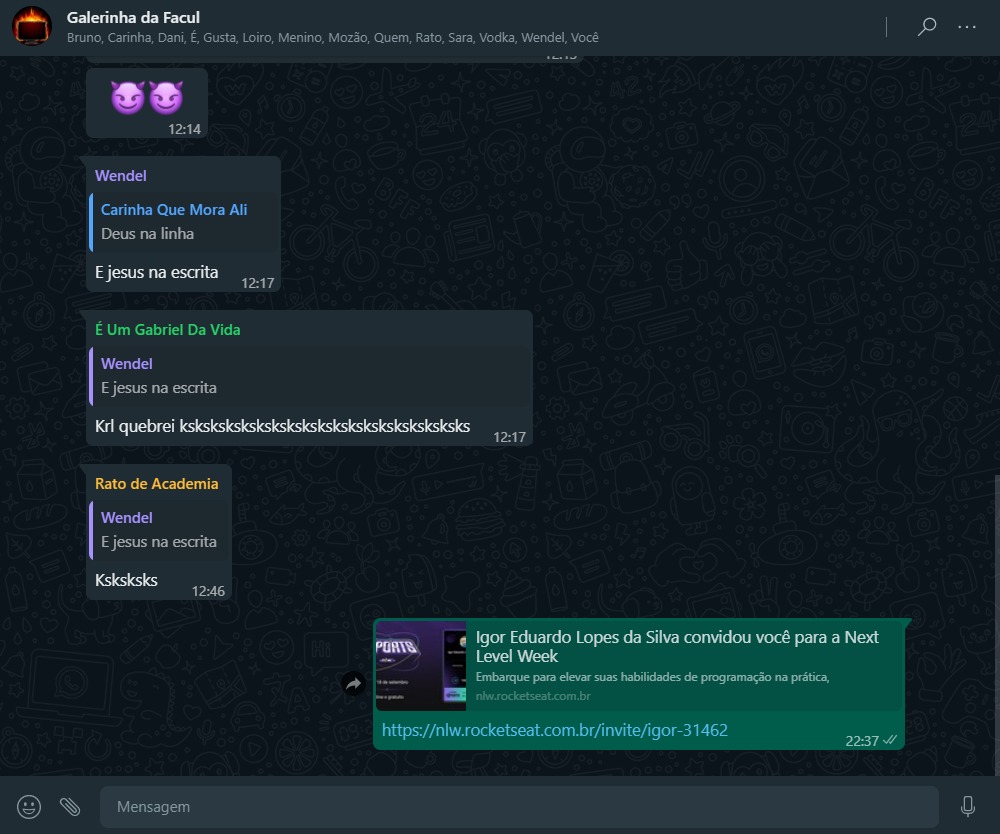 Galerinha da Facul
Bruno, Carinha, Dani, É, Gusta, Loiro, Menino, Mozão, Quem, Rato, Sara, Vodka, Wendel, Você
12:14
Wendel
Carinha Que Mora Ali
Deus na linha
E jesus na escrita
12:17
É Um Gabriel Da Vida
Wendel
E jesus na escrita
Krl quebrei ksksksksksksksksksksksksksksksksksksks
12:17
Rato de Academia
Wendel
E jesus na escrita
Ksksksks
12:46
Igor Eduardo Lopes da Silva convidou você para a Next
Level Week
Embarque para elevar suas habilidades de programação na prática,
nlw.rocketseat.com.br
https://nlw.rocketseat.com.br/invite/igor-31462
22:37
Mensagem